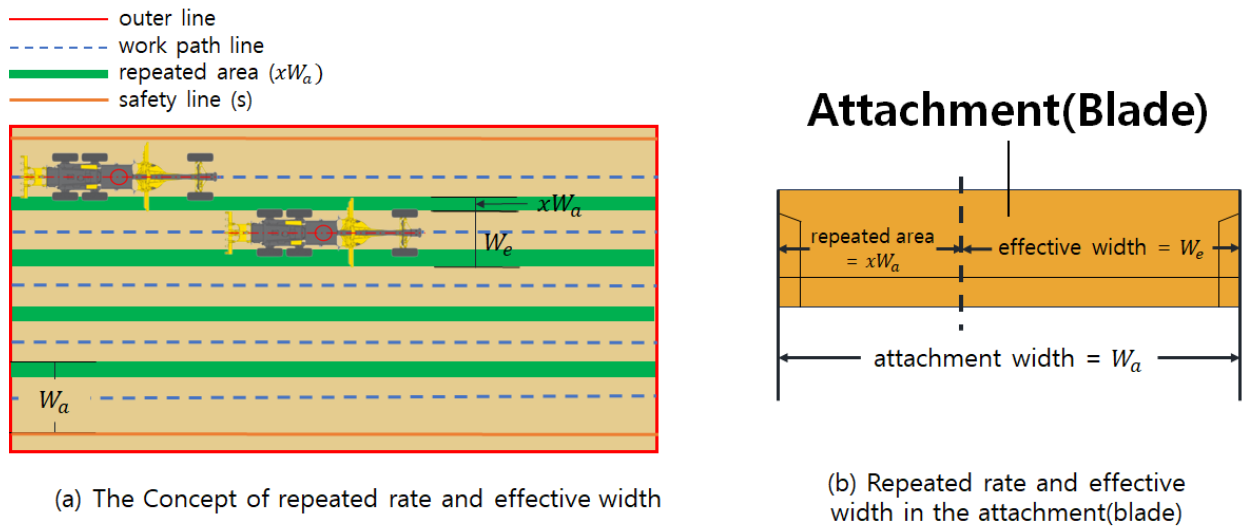 outer line
work path line
repeated area (xWₐ)
safety line (s)
xWₐ
Wₑ
Wₐ
(a) The Concept of repeated rate and effective width
Attachment(Blade)
repeated area
= xWₐ
effective width = Wₑ
attachment width = Wₐ
(b) Repeated rate and effective
width in the attachment(blade)